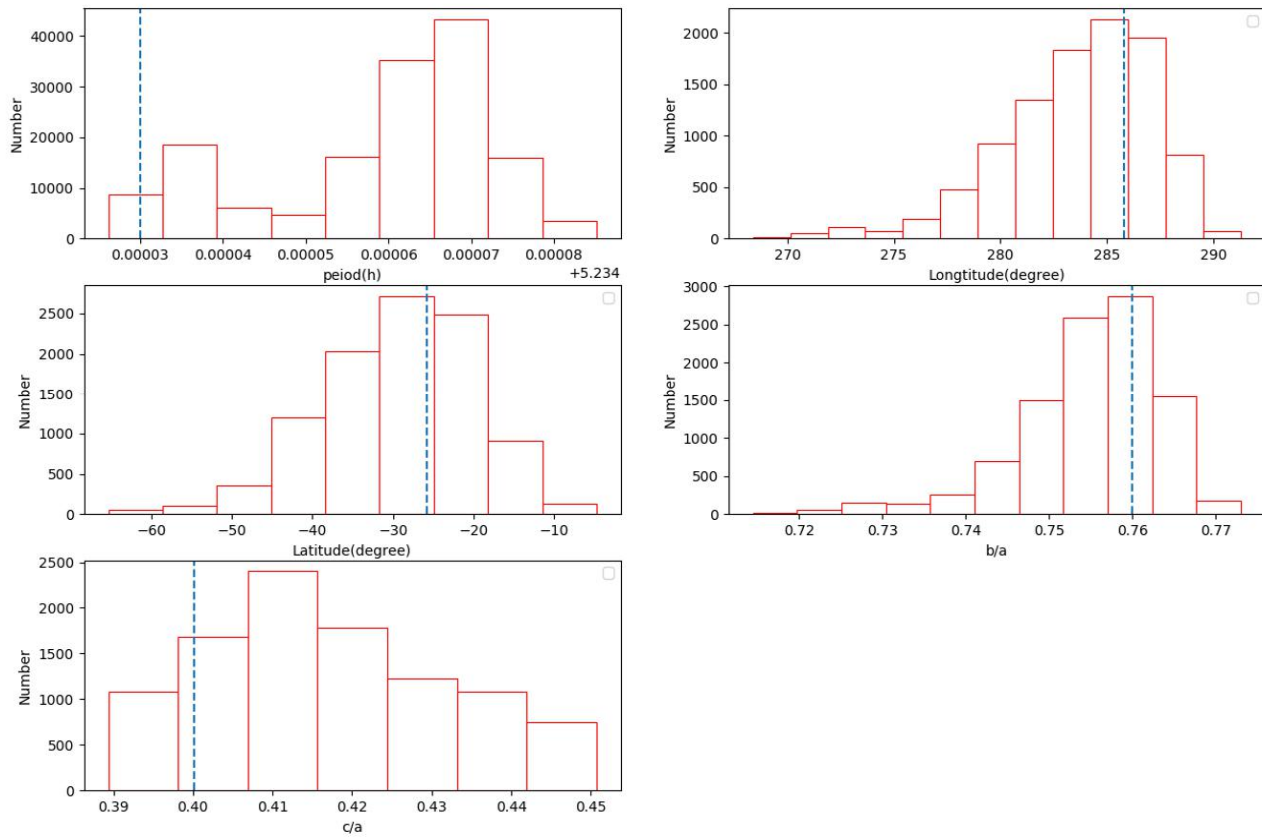 Number
40000
30000
20000
10000
0
0.00003 0.00004 0.00005 0.00006 0.00007 0.00008
+5.234
peiod(h)
Number
2000
1500
1000
500
0
270 275 280 285 290
Longtitude(degree)
Number
2500
2000
1500
1000
500
0
−60 −50 −40 −30 −20 −10
Latitude(degree)
Number
3000
2500
2000
1500
1000
500
0
0.72 0.73 0.74 0.75 0.76 0.77
b/a
Number
2500
2000
1500
1000
500
0
0.39 0.40 0.41 0.42 0.43 0.44 0.45
c/a